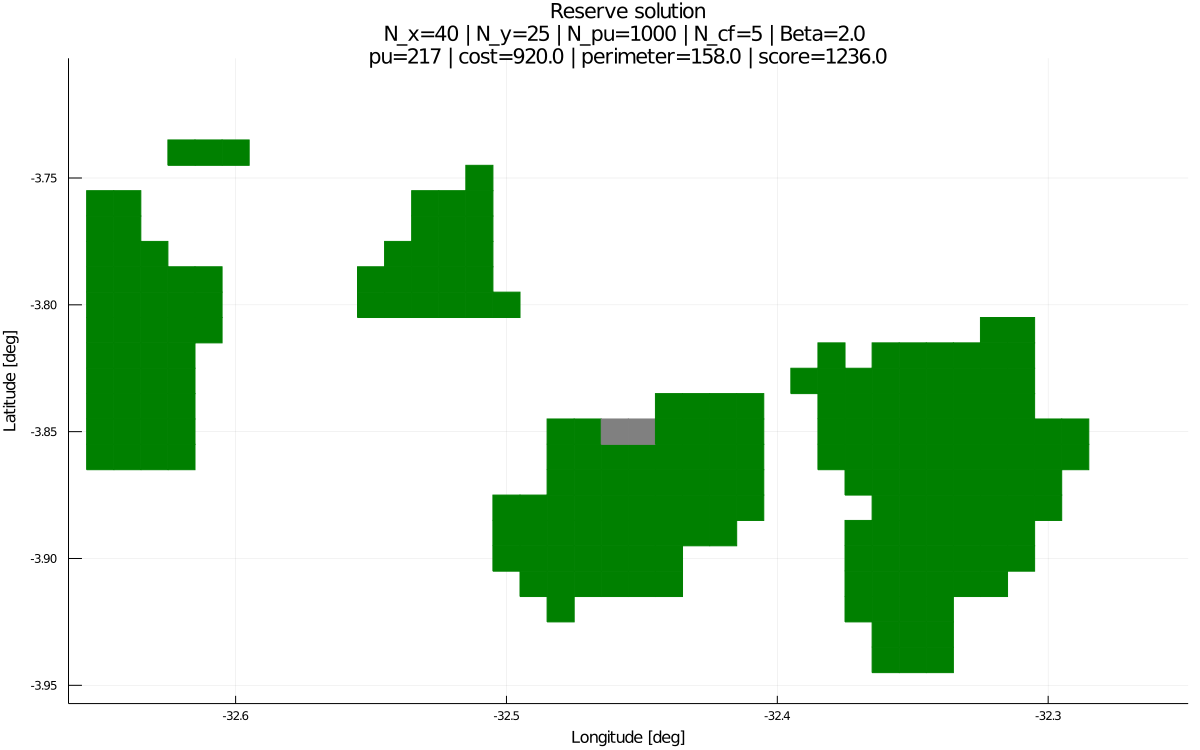 Reserve solution
N_x=40 | N_y=25 | N_pu=1000 | N_cf=5 | Beta=2.0
pu=217 | cost=920.0 | perimeter=158.0 | score=1236.0
-3.75
-3.80
-3.85
-3.90
-3.95
Latitude [deg]
-32.6
-32.5
-32.4
-32.3
Longitude [deg]